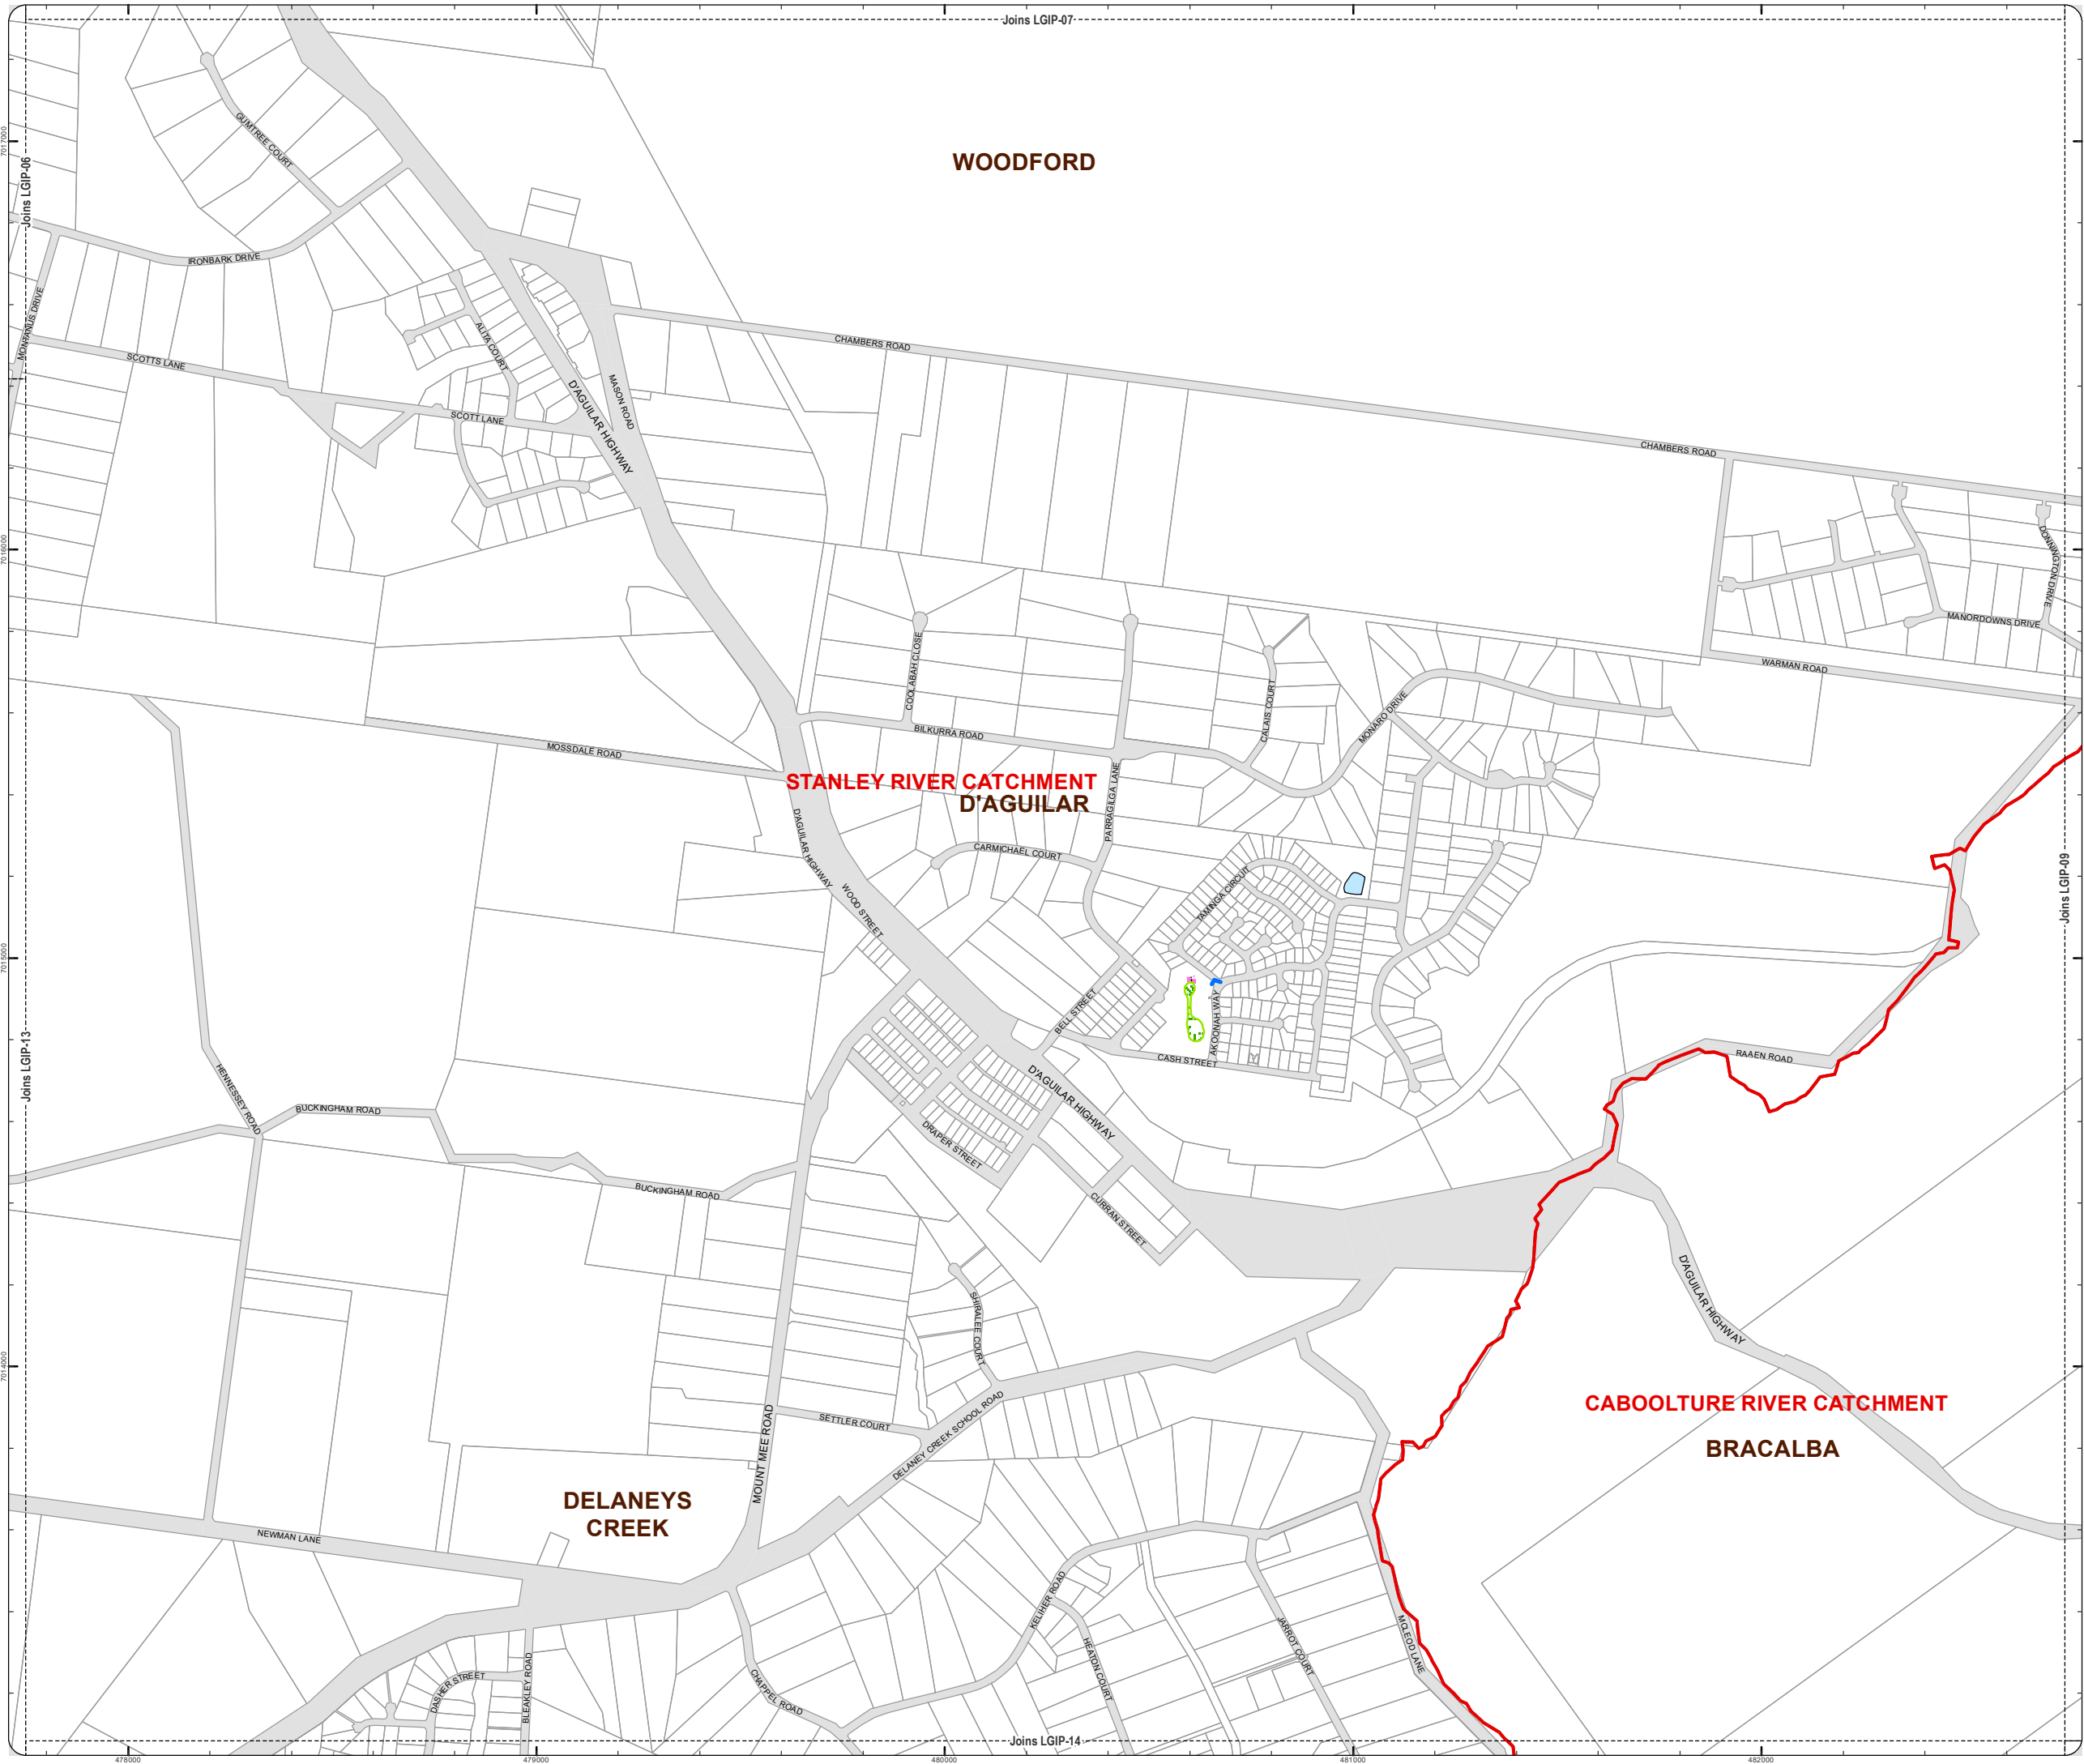 Joins LGIP-07
7017000
GUMTREE COURT
WOODFORD
Joins LGIP-06
IRONBARK DRIVE
MONTANUS DRIVE
SCOTTS LANE
ALITA COURT
CHAMBERS ROAD
MASON ROAD
D'AGUILAR HIGHWAY
SCOTT LANE
CHAMBERS ROAD
7016000
DONNINGTON DRIVE
MANORDOWNS DRIVE
WARMAN ROAD
COOLABAH CLOSE
CALAIS COURT
MONARO DRIVE
BILKURRA ROAD
MOSSDALE ROAD
STANLEY RIVER CATCHMENT
D'AGUILAR
PARRAGILGA LANE
D'AGUILAR HIGHWAY
CARMICHAEL COURT
TAMINGA CIRCUIT
WOOD STREET
Joins LGIP-09
7015000
BELL STREET
AKOONAH WAY
CASH STREET
RAAEN ROAD
Joins LGIP-13
HENNESSEY ROAD
BUCKINGHAM ROAD
D'AGUILAR HIGHWAY
DRAPER STREET
BUCKINGHAM ROAD
CURRAN STREET
D'AGUILAR HIGHWAY
SHIRALEE COURT
7014000
CABOOLTURE RIVER CATCHMENT
BRACALBA
SETTLER COURT
DELANEY CREEK SCHOOL ROAD
MOUNT MEE ROAD
DELANEYS
CREEK
NEWMAN LANE
KELIHER ROAD
HEATON COURT
JARROT COURT
MCLEOD LANE
DASHER STREET
BLEAKLEY ROAD
CHAPPEL ROAD
Joins LGIP-14
478000
479000
480000
481000
482000